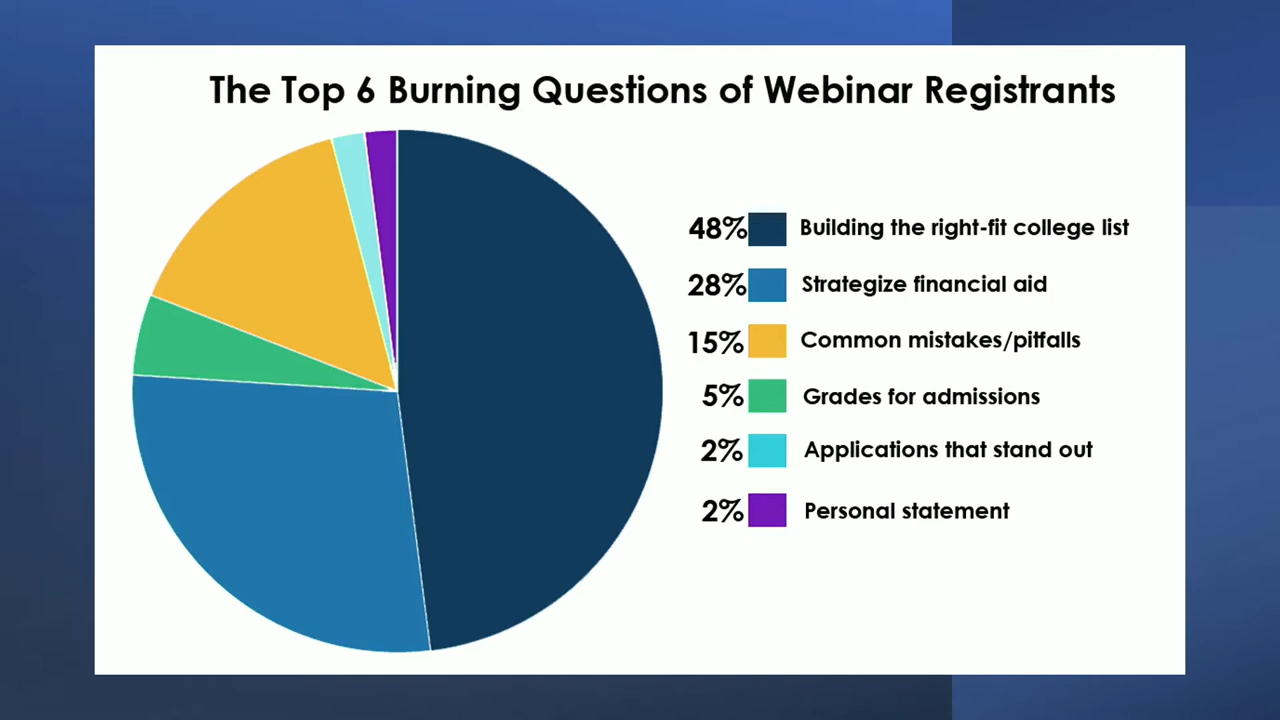 The Top 6 Burning Questions of Webinar Registrants
48% Building the right-fit college list
28% Strategize financial aid
15% Common mistakes/pitfalls
5% Grades for admissions
2% Applications that stand out
2% Personal statement